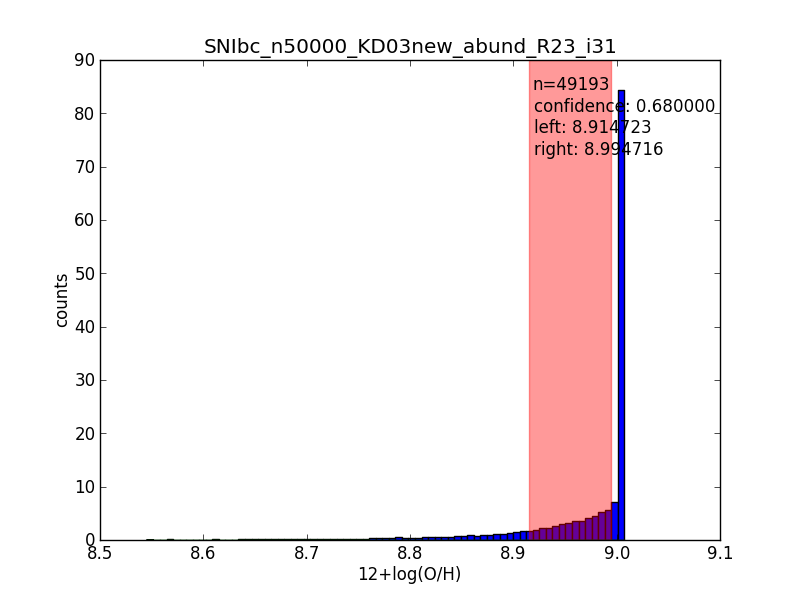 SNIbc_n50000_KD03new_abund_R23_i31
90
80
70
60
50
40
30
20
10
0
counts
n=49193
confidence: 0.680000
left: 8.914723
right: 8.994716
8.5 8.6 8.7 8.8 8.9 9.0 9.1
12+log(O/H)